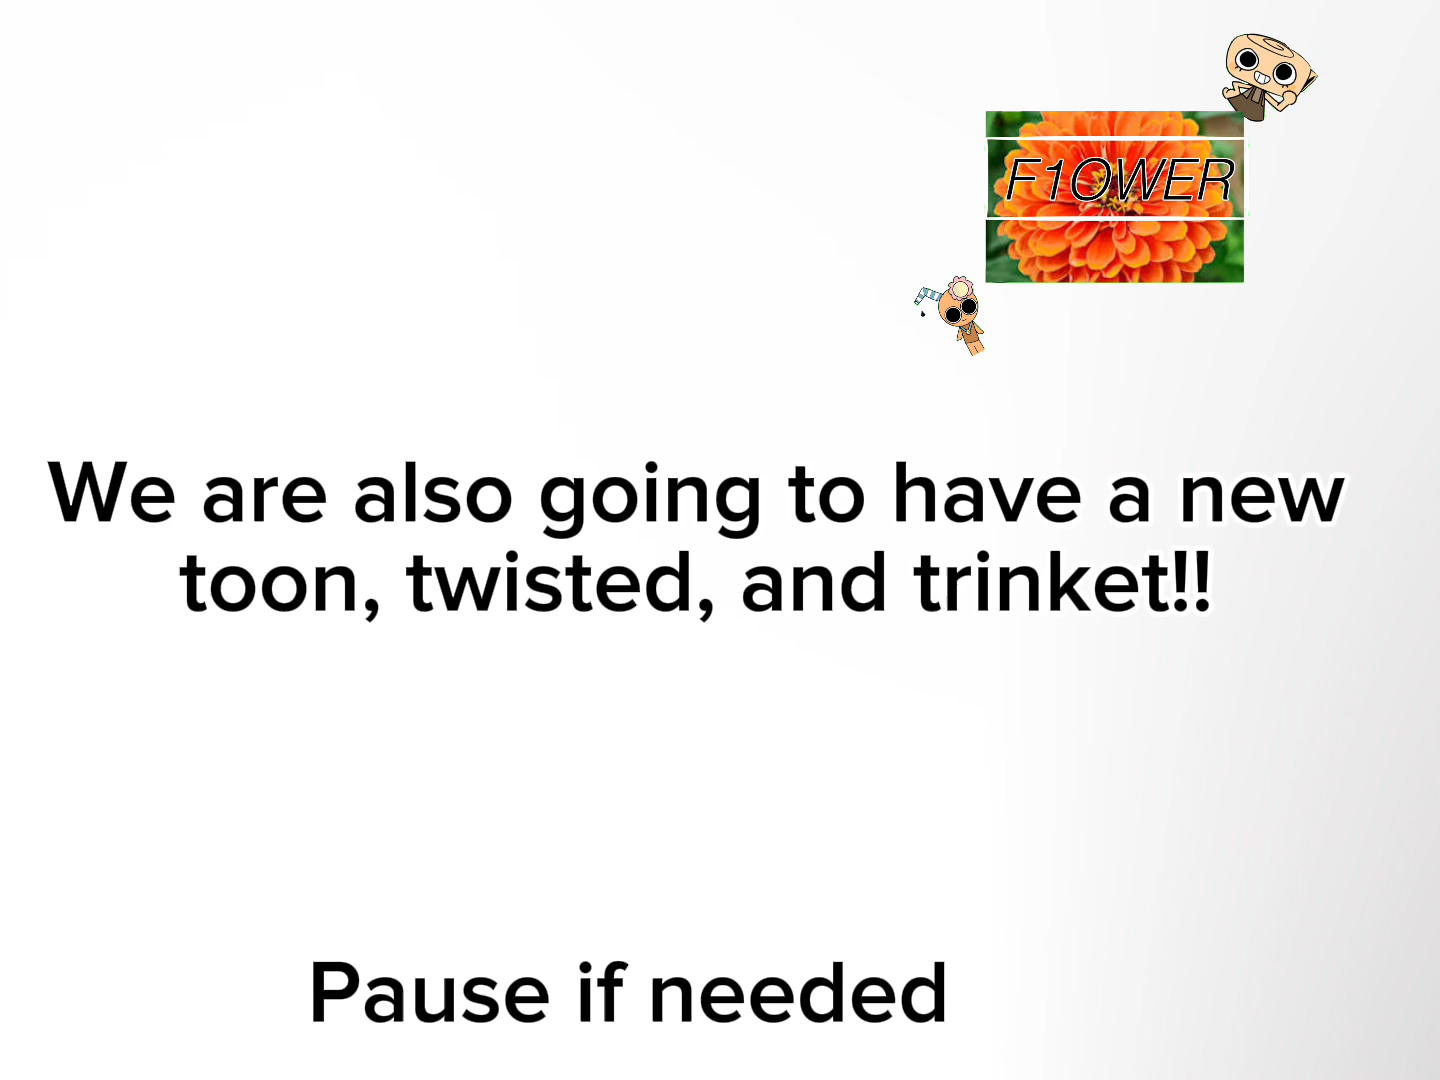 F1OWER
We are also going to have a new
toon, twisted, and trinket!!
Pause if needed